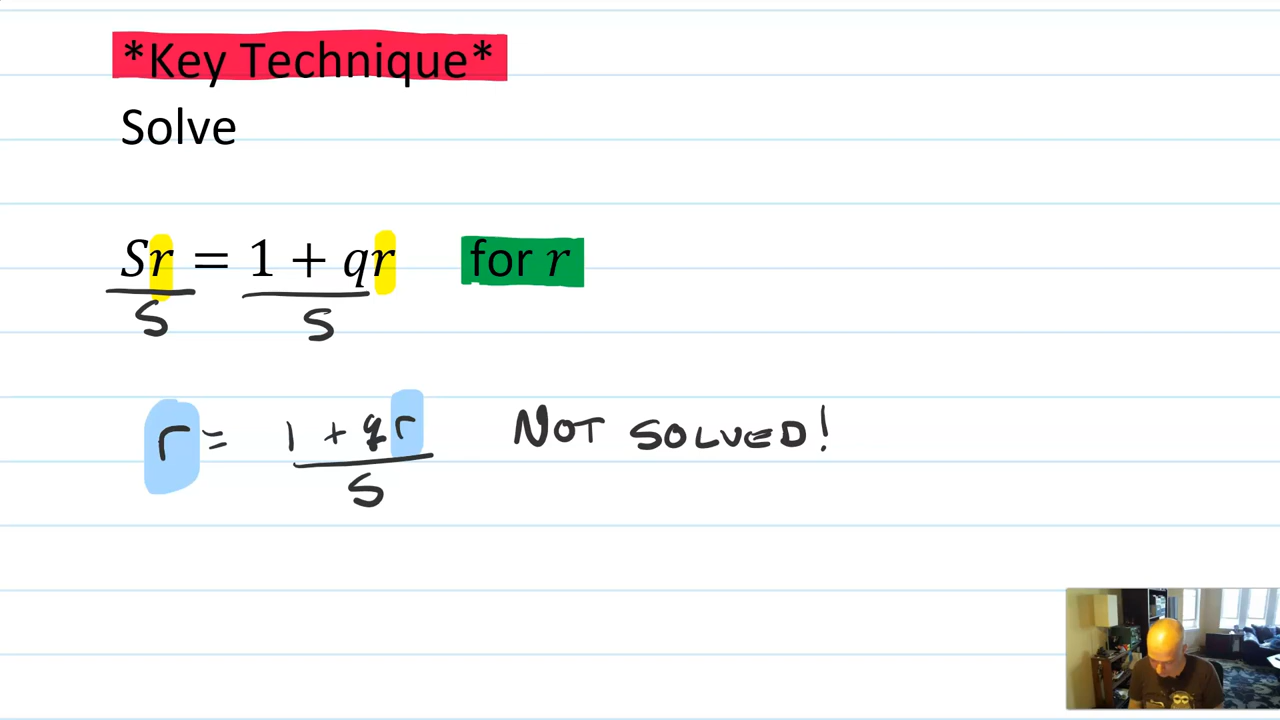 *Key Technique*
Solve
Sr = 1 + qr for r
S S
r = 1 + qr NOT SOLVED!
S